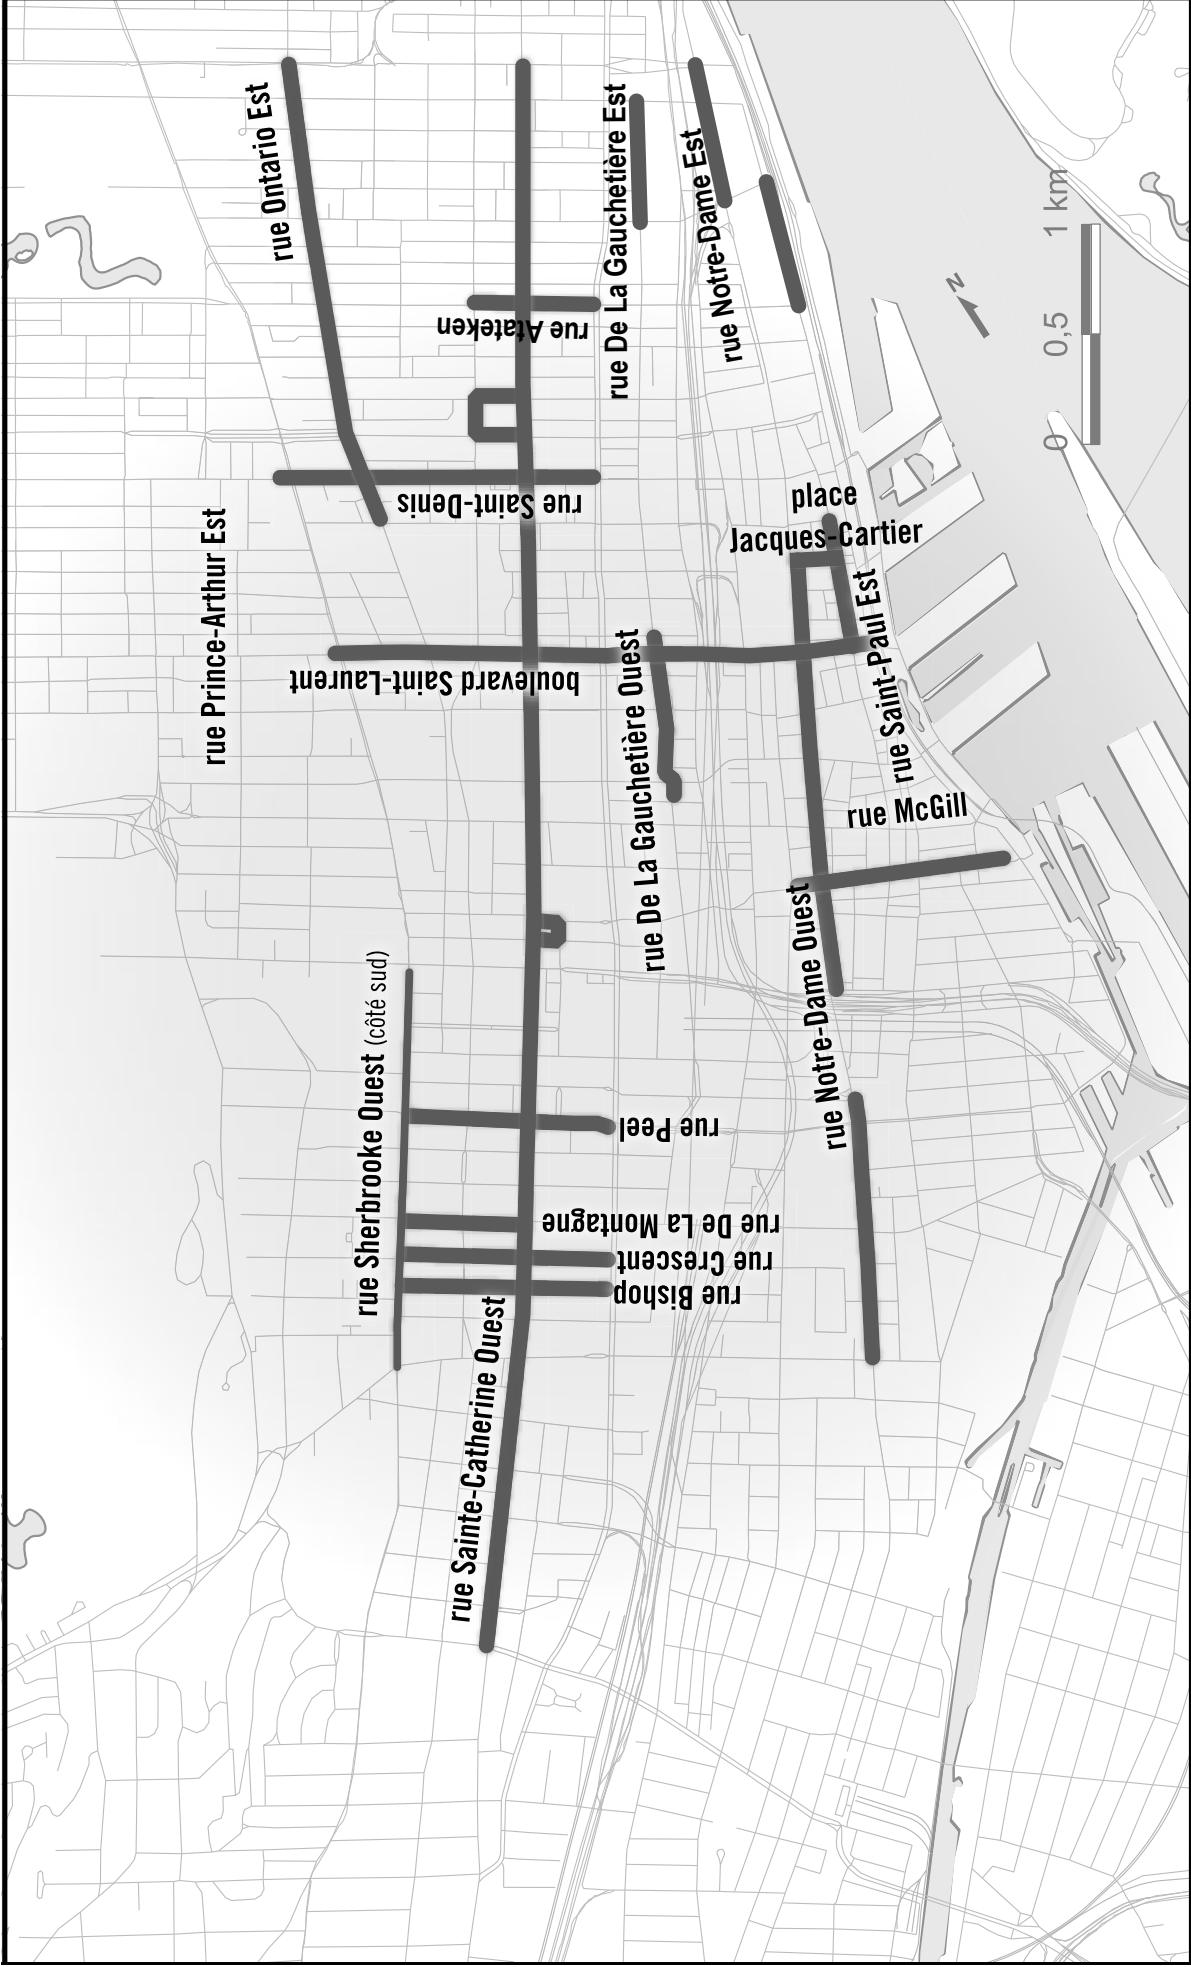 rue Ontario Est
rue De La Gauchetière Est
rue Notre-Dame Est
1 km
0,5
0
N
rue Atateken
rue Saint-Denis
place
Jacques-Cartier
rue Prince-Arthur Est
rue Saint-Paul Est
boulevard Saint-Laurent
rue De La Gauchetière Ouest
rue McGill
rue Notre-Dame Ouest
rue Sherbrooke Ouest (côté sud)
rue Peel
rue De La Montagne
rue Crescent
rue Bishop
rue Sainte-Catherine Ouest